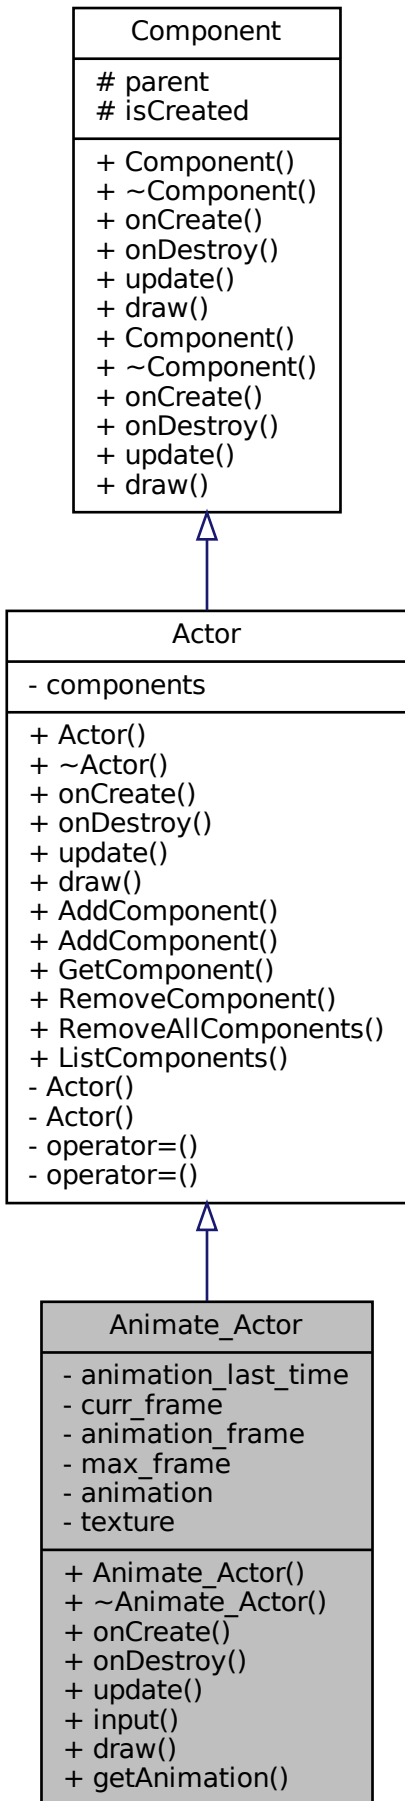 Component
# parent
# isCreated
+ Component()
+ ~Component()
+ onCreate()
+ onDestroy()
+ update()
+ draw()
+ Component()
+ ~Component()
+ onCreate()
+ onDestroy()
+ update()
+ draw()
Actor
- components
+ Actor()
+ ~Actor()
+ onCreate()
+ onDestroy()
+ update()
+ draw()
+ AddComponent()
+ AddComponent()
+ GetComponent()
+ RemoveComponent()
+ RemoveAllComponents()
+ ListComponents()
- Actor()
- Actor()
- operator=()
- operator=()
Animate_Actor
- animation_last_time
- curr_frame
- animation_frame
- max_frame
- animation
- texture
+ Animate_Actor()
+ ~Animate_Actor()
+ onCreate()
+ onDestroy()
+ update()
+ input()
+ draw()
+ getAnimation()